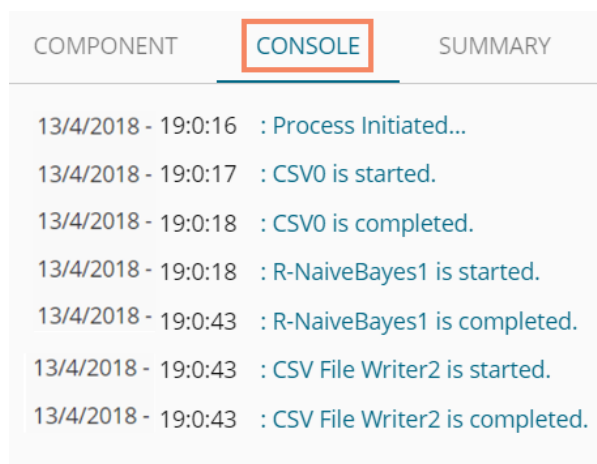 COMPONENT CONSOLE SUMMARY
13/4/2018 - 19:0:16 : Process Initiated...
13/4/2018 - 19:0:17 : CSV0 is started.
13/4/2018 - 19:0:18 : CSV0 is completed.
13/4/2018 - 19:0:18 : R-NaiveBayes1 is started.
13/4/2018 - 19:0:43 : R-NaiveBayes1 is completed.
13/4/2018 - 19:0:43 : CSV File Writer2 is started.
13/4/2018 - 19:0:43 : CSV File Writer2 is completed.